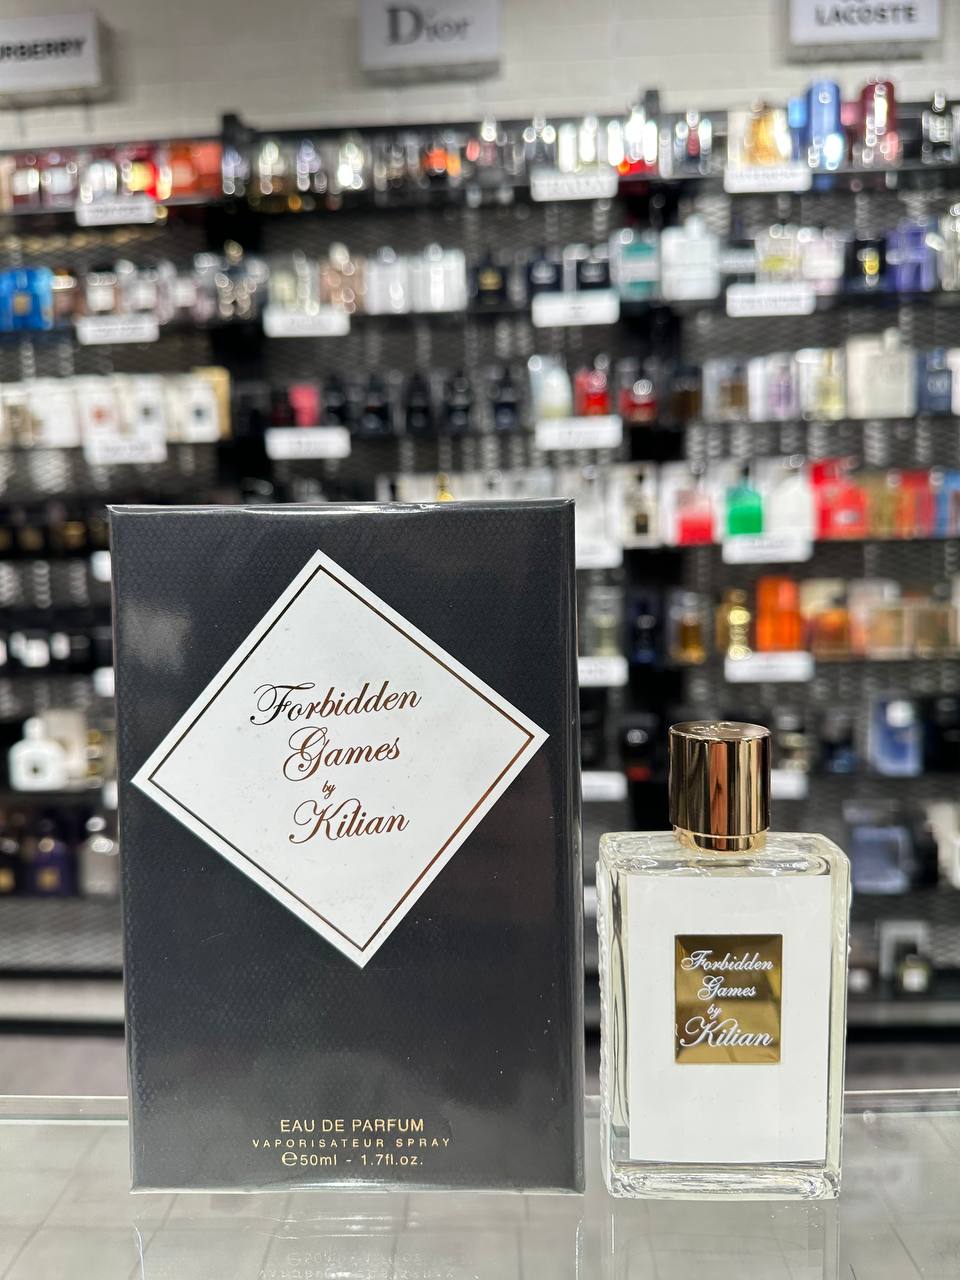 Dior
LACOSTE
Forbidden
Games
by
Kilian
EAU DE PARFUM
VAPORISATEUR SPRAY
℮50ml - 1.7fl.oz.
Forbidden
Games
by
Kilian